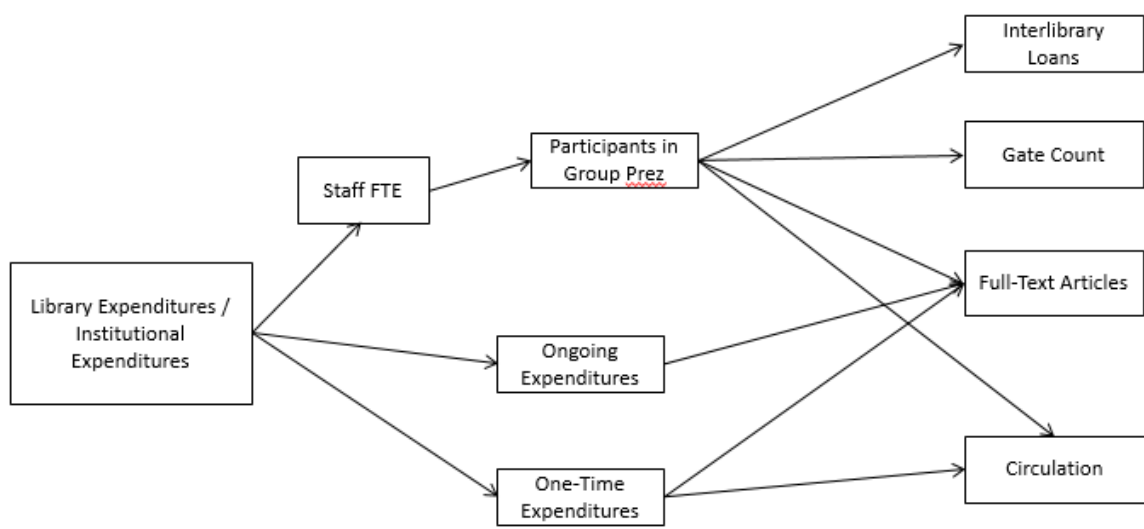 Interlibrary
Loans
Participants in
Group Prez
Gate Count
Staff FTE
Library Expenditures /
Institutional
Expenditures
Full-Text Articles
Ongoing
Expenditures
One-Time
Expenditures
Circulation